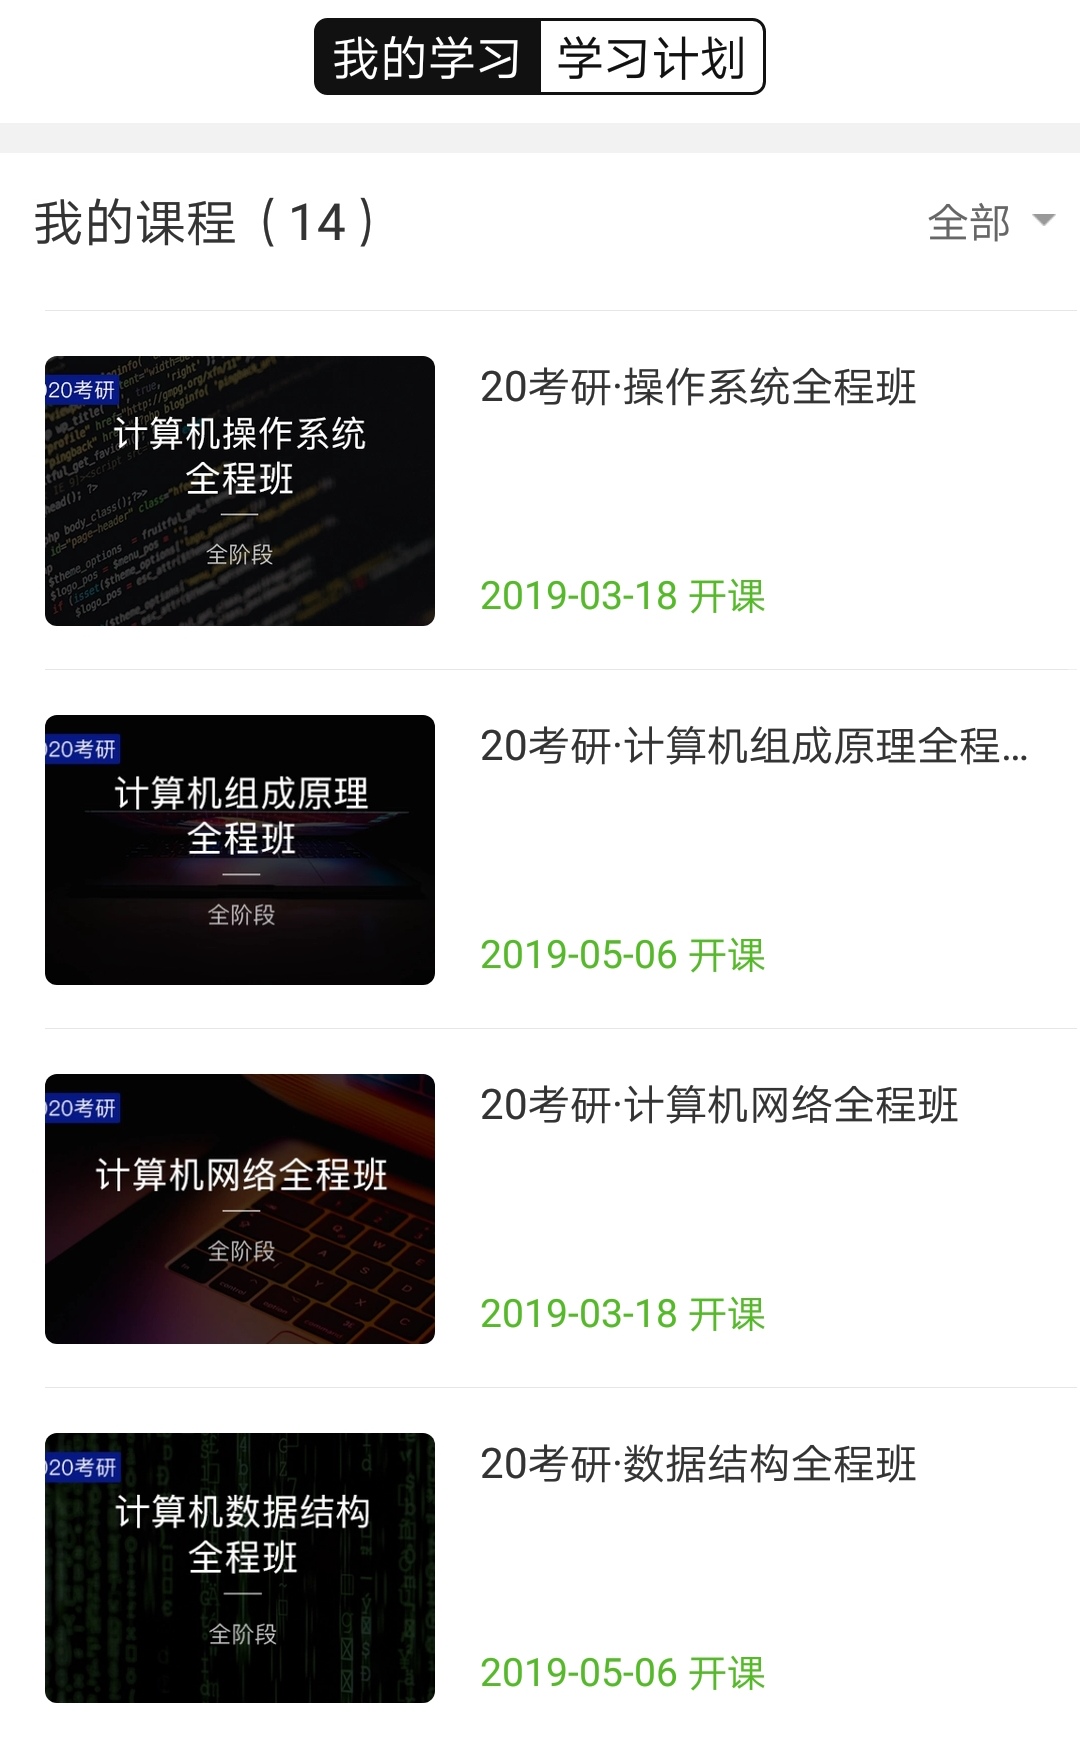 我的学习 学习计划
我的课程（14） 全部
20考研
计算机操作系统
全程班
全阶段
20考研·操作系统全程班
2019-03-18 开课
20考研
计算机组成原理
全程班
全阶段
20考研·计算机组成原理全程...
2019-05-06 开课
20考研
计算机网络全程班
全阶段
20考研·计算机网络全程班
2019-03-18 开课
20考研
计算机数据结构
全程班
全阶段
20考研·数据结构全程班
2019-05-06 开课